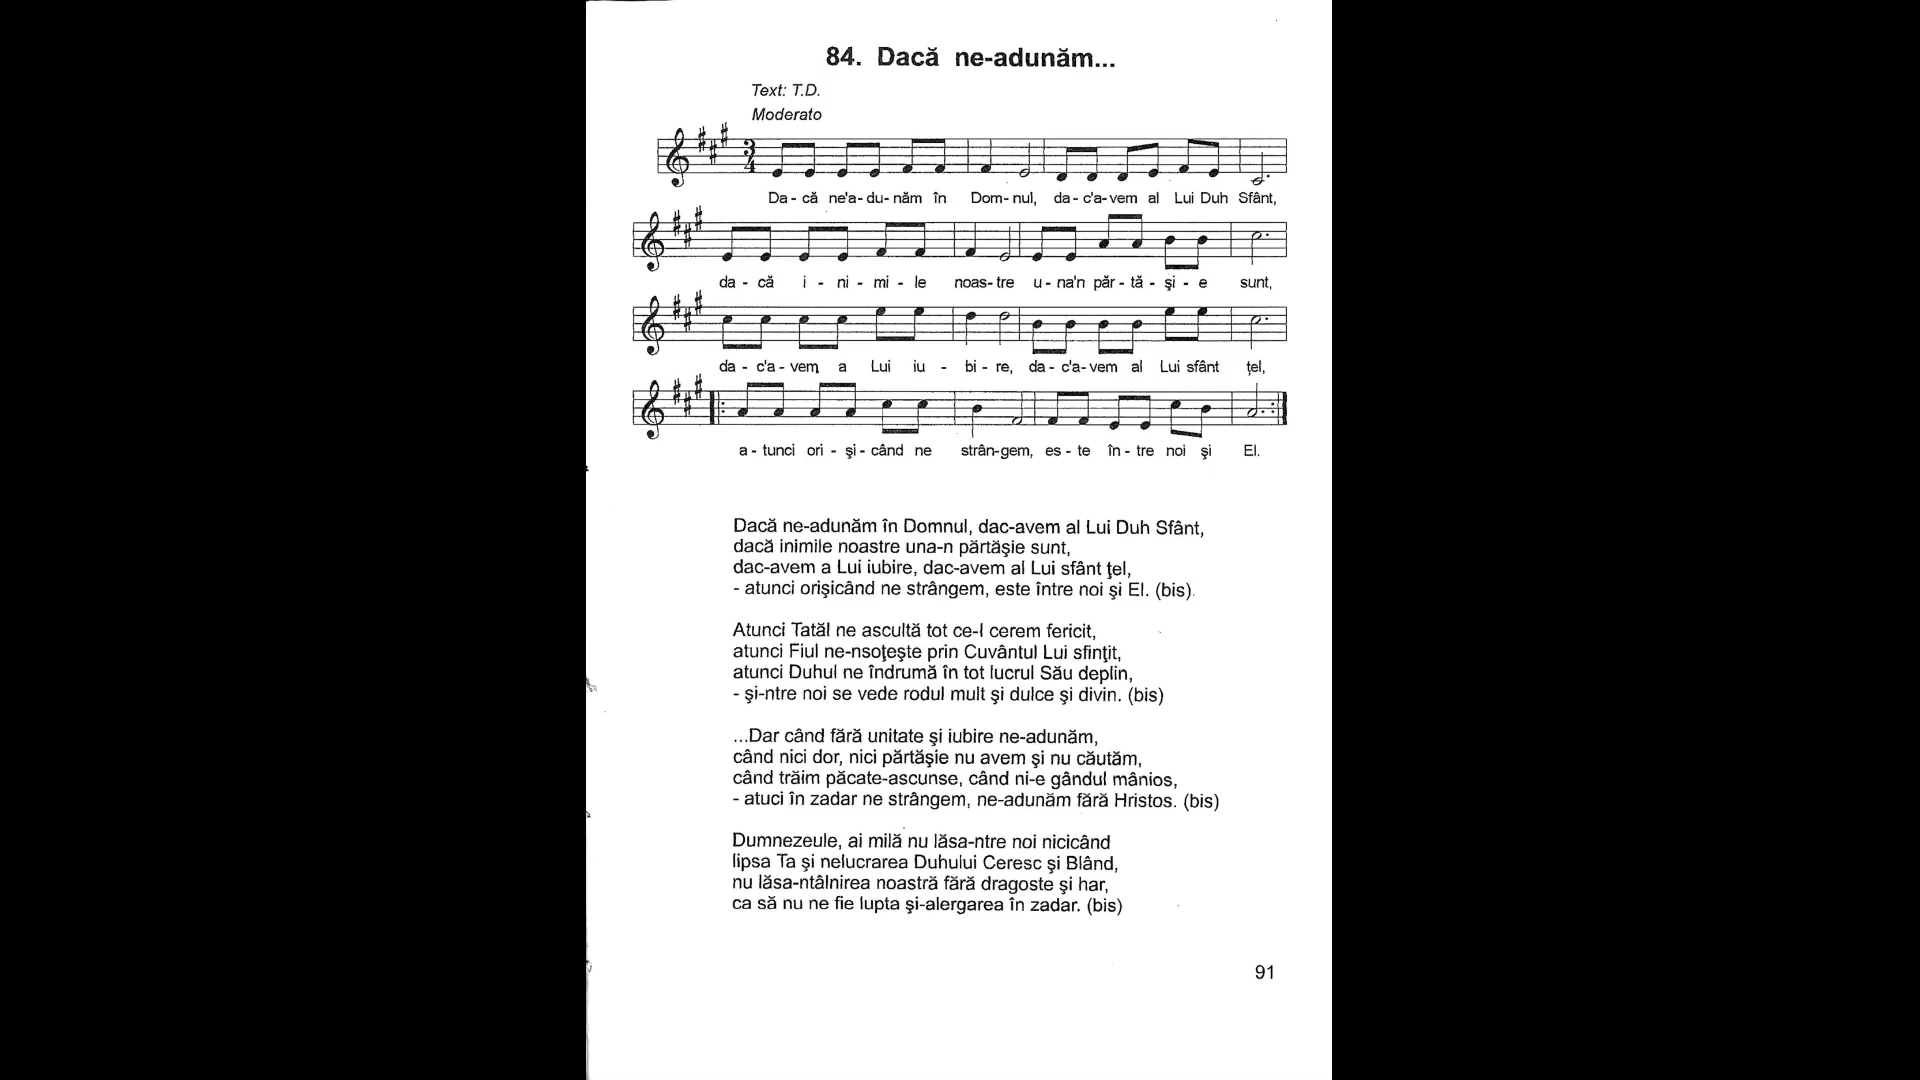 84. Dacă ne-adunăm...
Text: T.D.
Moderato
3
4
Da - că ne'a- du - năm în Dom - nul, da - c'a - vem al Lui Duh Sfânt,
da - că i - ni - mi - le noas - tre u - na'n păr - tă - şi - e sunt,
da - c'a - vem a Lui iu - bi - re, da - c'a - vem al Lui sfânt ţel,
a - tunci ori - şi - când ne strân - gem, es - te în - tre noi şi El.
Dacă ne-adunăm în Domnul, dac-avem al Lui Duh Sfânt,
dacă inimile noastre una-n părtăşie sunt,
dac-avem a Lui iubire, dac-avem al Lui sfânt ţel,
- atunci orişicând ne strângem, este între noi şi El. (bis)
Atunci Tatăl ne ascultă tot ce-I cerem fericit,
atunci Fiul ne-nsoţeşte prin Cuvântul Lui sfinţit,
atunci Duhul ne îndrumă în tot lucrul Său deplin,
- şi-ntre noi se vede rodul mult şi dulce şi divin. (bis)
...Dar când fără unitate şi iubire ne-adunăm,
când nici dor, nici părtăşie nu avem şi nu căutăm,
când trăim păcate-ascunse, când ni-e gândul mânios,
- atuci în zadar ne strângem, ne-adunăm fără Hristos. (bis)
Dumnezeule, ai milă nu lăsa-ntre noi nicicând
lipsa Ta şi nelucrarea Duhului Ceresc şi Blând,
nu lăsa-ntâlnirea noastră fără dragoste şi har,
ca să nu ne fie lupta şi-alergarea în zadar. (bis)
91